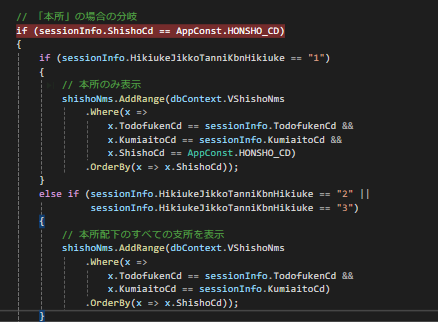 // 「本所」の場合の分岐
if (sessionInfo.ShishoCd == AppConst.HONSHO_CD)
{
if (sessionInfo.HikiukeJikkoTanniKbnHikiuke == "1")
{
// 本所のみ表示
shishoNms.AddRange(dbContext.VShishoNms
.Where(x =>
x.TodofukenCd == sessionInfo.TodofukenCd &&
x.KumiaitoCd == sessionInfo.KumiaitoCd &&
x.ShishoCd == AppConst.HONSHO_CD)
.OrderBy(x => x.ShishoCd));
}
else if (sessionInfo.HikiukeJikkoTanniKbnHikiuke == "2" ||
sessionInfo.HikiukeJikkoTanniKbnHikiuke == "3")
{
// 本所配下のすべての支所を表示
shishoNms.AddRange(dbContext.VShishoNms
.Where(x =>
x.TodofukenCd == sessionInfo.TodofukenCd &&
x.KumiaitoCd == sessionInfo.KumiaitoCd)
.OrderBy(x => x.ShishoCd));
}